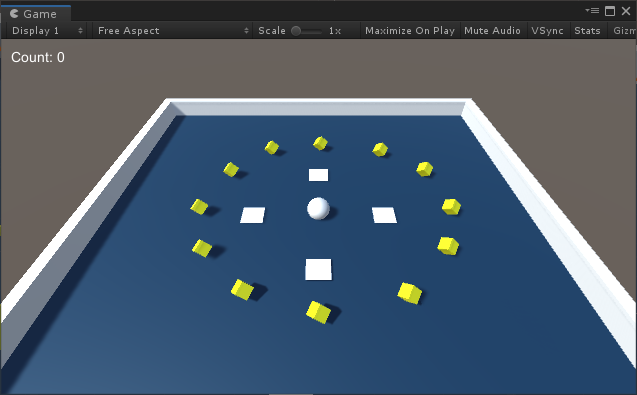 Game
Display 1 Free Aspect Scale 1x Maximize On Play Mute Audio VSync Stats Gizm
Count: 0